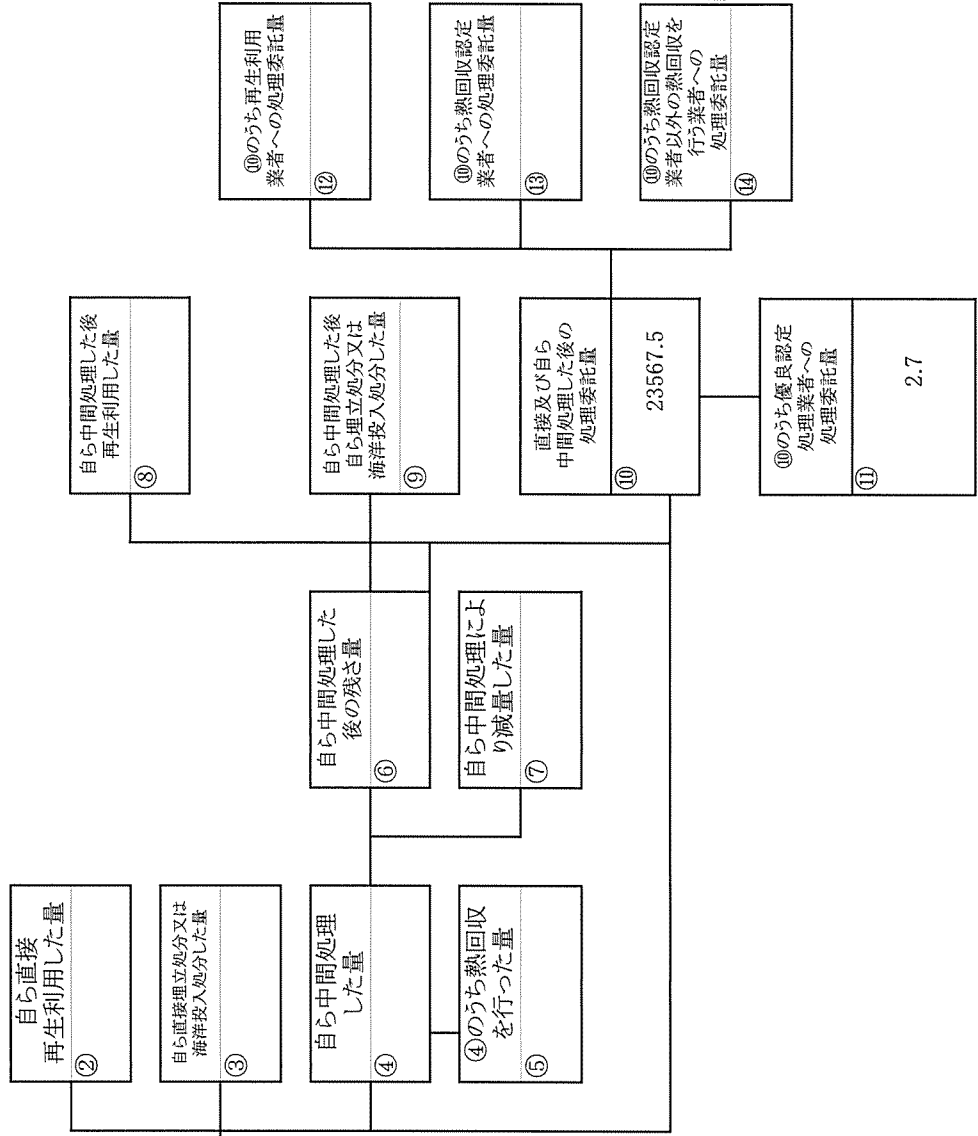 自ら直接
再生利用した量
②
自ら直接埋立処分又は
海洋投入処分した量
③
自ら中間処理
した量
④
④のうち熱回収
を行った量
⑤
自ら中間処理した
後の残さ量
⑥
自ら中間処理によ
り減量した量
⑦
自ら中間処理した後
再生利用した量
⑧
自ら中間処理した後
自ら埋立処分又は
海洋投入処分した量
⑨
直接及び自ら
中間処理した後の
処理委託量
⑩
23567.5
⑩のうち優良認定
処理業者への
処理委託量
⑪
2.7
⑩のうち再生利用
業者への処理委託量
⑫
⑩のうち熱回収認定
業者への処理委託量
⑬
⑩のうち熱回収認定
業者以外の熱回収を
行う業者への
処理委託量
⑭